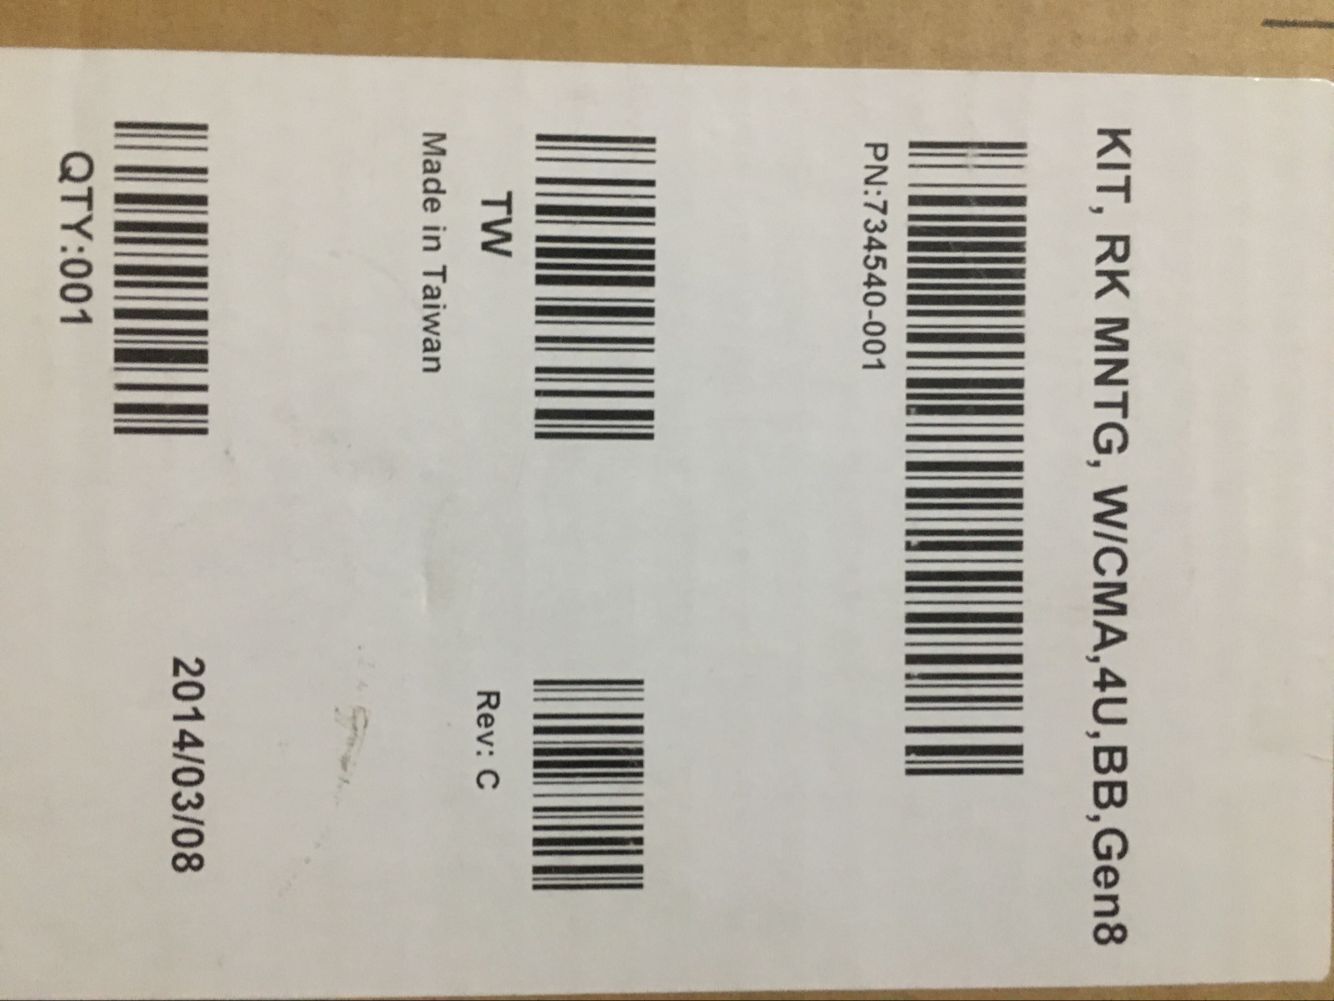 KIT, RK MNTG, W/CMA,4U,BB,Gen8
PN:734540-001
TW
Made in Taiwan
Rev: C
QTY:001
2014/03/08